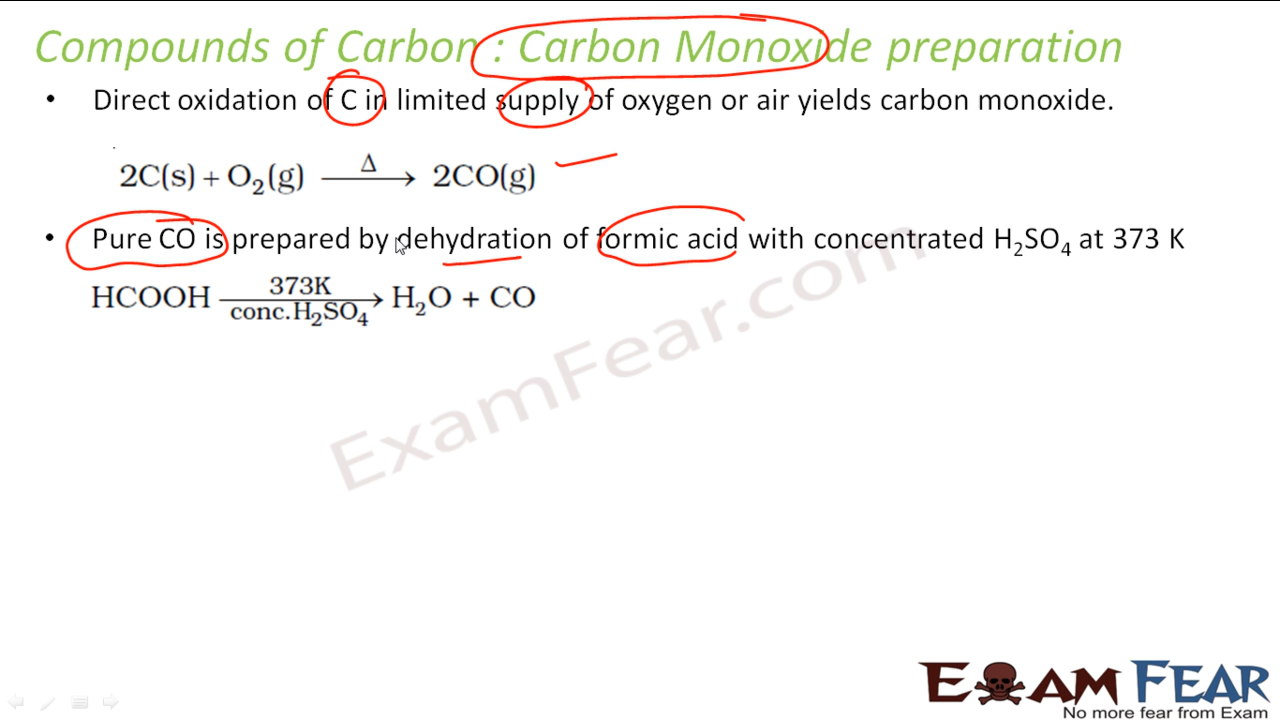 Compounds of Carbon : Carbon Monoxide preparation
• Direct oxidation of C in limited supply of oxygen or air yields carbon monoxide.
2C(s) + O₂(g) —Δ→ 2CO(g)
• Pure CO is prepared by dehydration of formic acid with concentrated H₂SO₄ at 373 K
373K
HCOOH ⟶ H₂O + CO
conc.H₂SO₄
ExamFear.com
EXAM FEAR
No more fear from Exam